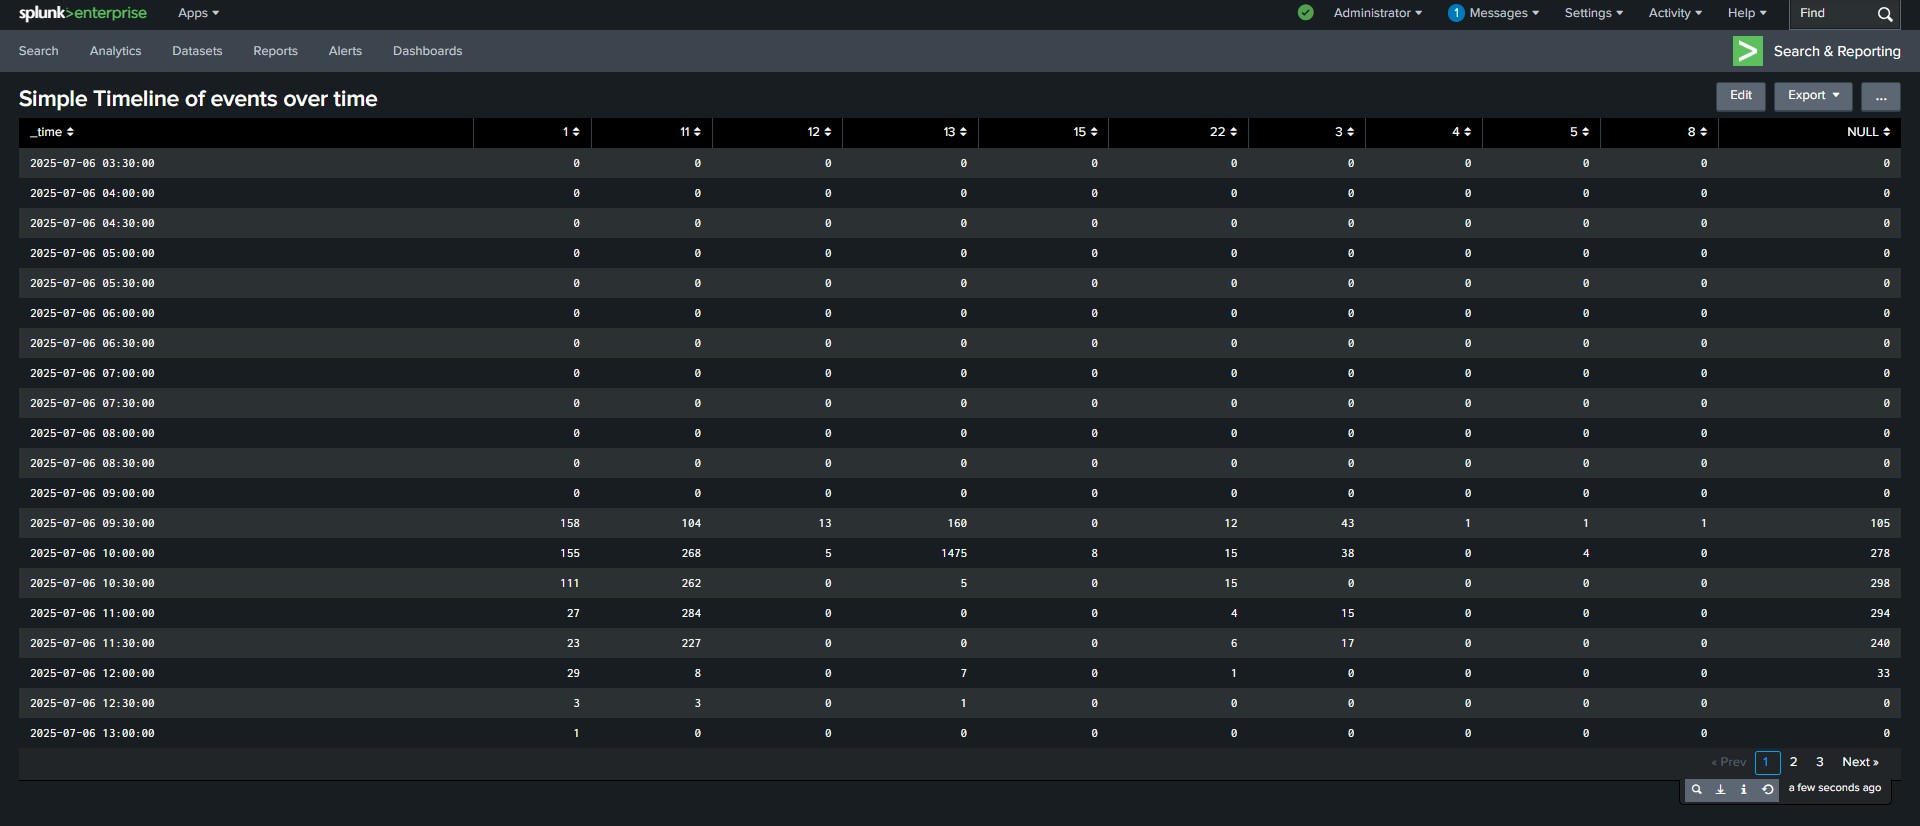 splunk>enterprise Apps Administrator 1 Messages Settings Activity Help Find
Search Analytics Datasets Reports Alerts Dashboards > Search & Reporting
Simple Timeline of events over time Edit Export ...
_time 1 11 12 13 15 22 3 4 5 8 NULL
2025-07-06 03:30:00 0 0 0 0 0 0 0 0 0 0 0
2025-07-06 04:00:00 0 0 0 0 0 0 0 0 0 0 0
2025-07-06 04:30:00 0 0 0 0 0 0 0 0 0 0 0
2025-07-06 05:00:00 0 0 0 0 0 0 0 0 0 0 0
2025-07-06 05:30:00 0 0 0 0 0 0 0 0 0 0 0
2025-07-06 06:00:00 0 0 0 0 0 0 0 0 0 0 0
2025-07-06 06:30:00 0 0 0 0 0 0 0 0 0 0 0
2025-07-06 07:00:00 0 0 0 0 0 0 0 0 0 0 0
2025-07-06 07:30:00 0 0 0 0 0 0 0 0 0 0 0
2025-07-06 08:00:00 0 0 0 0 0 0 0 0 0 0 0
2025-07-06 08:30:00 0 0 0 0 0 0 0 0 0 0 0
2025-07-06 09:00:00 0 0 0 0 0 0 0 0 0 0 0
2025-07-06 09:30:00 158 104 13 160 0 12 43 1 1 1 105
2025-07-06 10:00:00 155 268 5 1475 8 15 38 0 4 0 278
2025-07-06 10:30:00 111 262 0 5 0 15 0 0 0 0 298
2025-07-06 11:00:00 27 284 0 0 0 4 15 0 0 0 294
2025-07-06 11:30:00 23 227 0 0 0 6 17 0 0 0 240
2025-07-06 12:00:00 29 8 0 7 0 1 0 0 0 0 33
2025-07-06 12:30:00 3 3 0 1 0 0 0 0 0 0 0
2025-07-06 13:00:00 1 0 0 0 0 0 0 0 0 0 0
« Prev 1 2 3 Next »
a few seconds ago